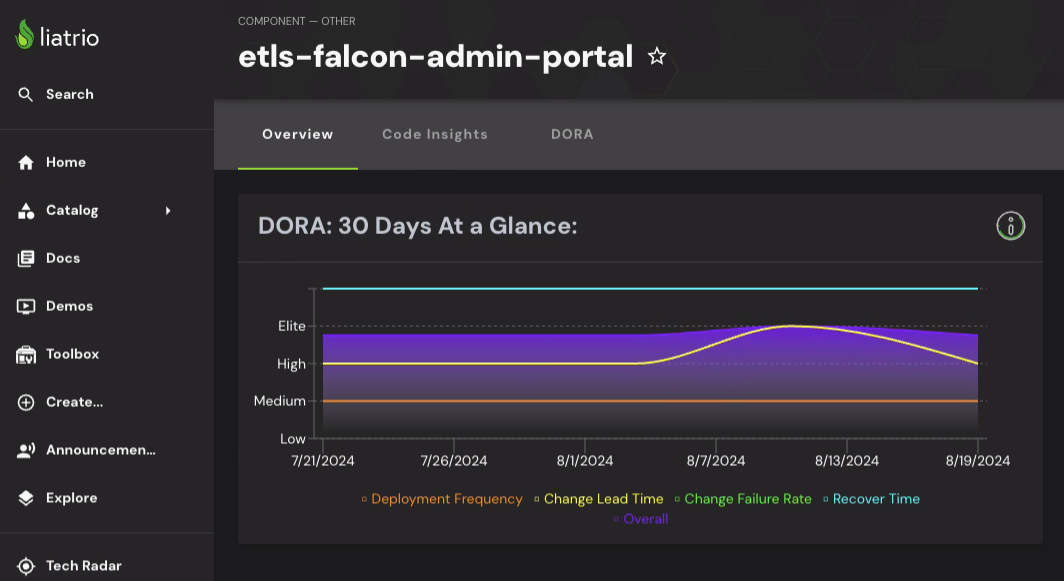 liatrio
Search
Home
Catalog
Docs
Demos
Toolbox
Create...
Announcemen...
Explore
Tech Radar
COMPONENT — OTHER
etls-falcon-admin-portal
Overview Code Insights DORA
DORA: 30 Days At a Glance:
Elite
High
Medium
Low
7/21/2024 7/26/2024 8/1/2024 8/7/2024 8/13/2024 8/19/2024
Deployment Frequency Change Lead Time Change Failure Rate Recover Time
Overall